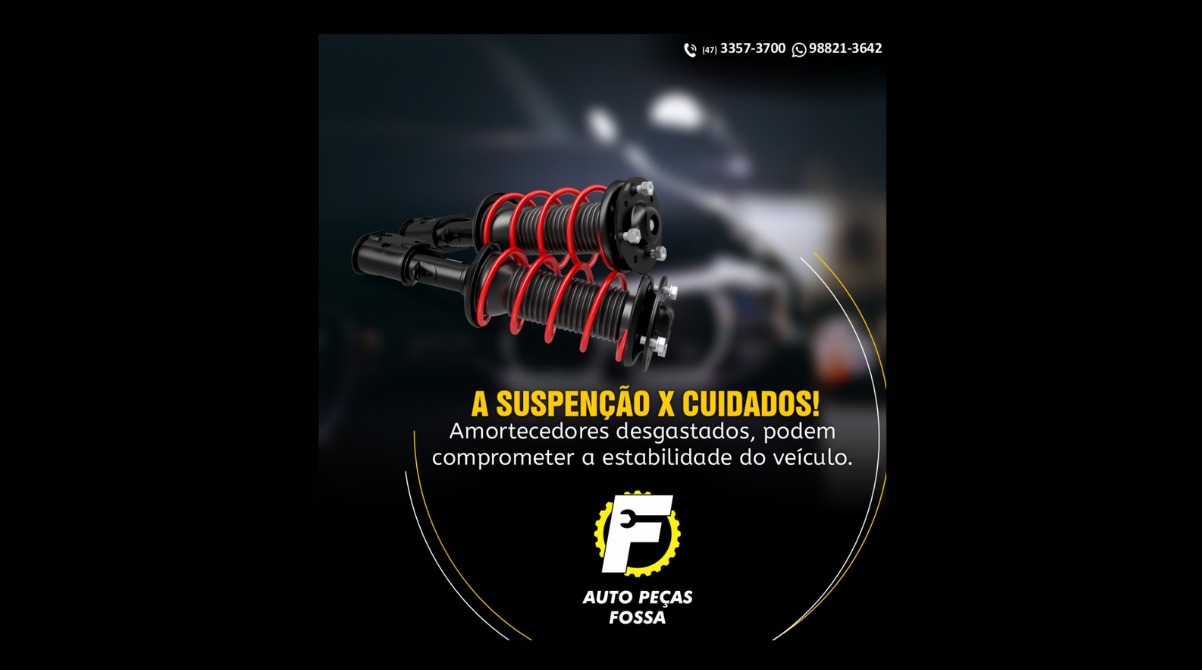 (47) 3357-3700 98821-3642
A SUSPENÇÃO X CUIDADOS!
Amortecedores desgastados, podem
comprometer a estabilidade do veículo.
F
AUTO PEÇAS
FOSSA